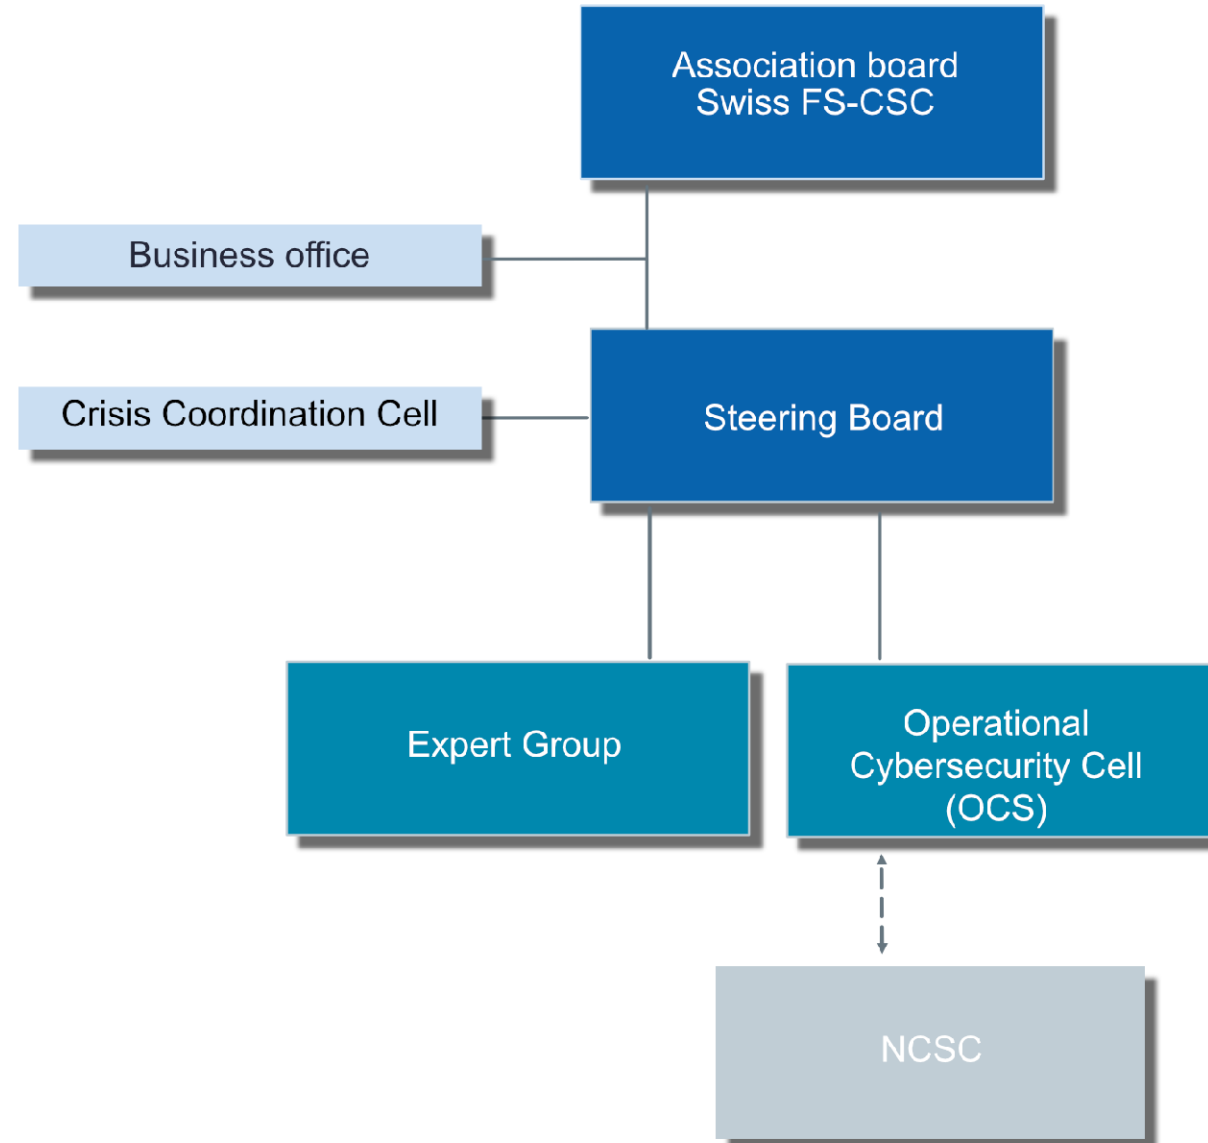 Association board
Swiss FS-CSC
Business office
Crisis Coordination Cell
Steering Board
Expert Group
Operational
Cybersecurity Cell
(OCS)
NCSC